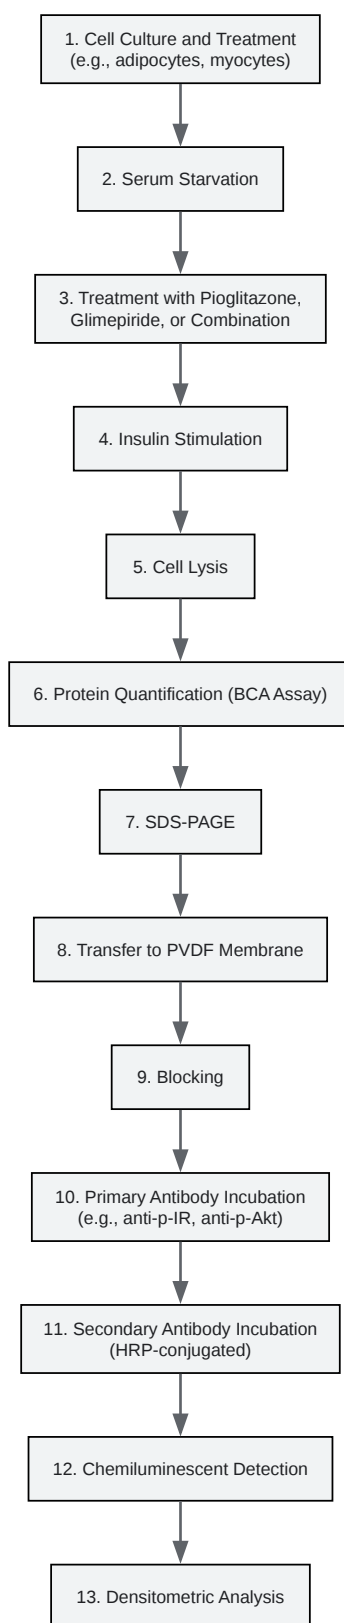 1. Cell Culture and Treatment
(e.g., adipocytes, myocytes)
2. Serum Starvation
3. Treatment with Pioglitazone,
Glimepiride, or Combination
4. Insulin Stimulation
5. Cell Lysis
6. Protein Quantification (BCA Assay)
7. SDS-PAGE
8. Transfer to PVDF Membrane
9. Blocking
10. Primary Antibody Incubation
(e.g., anti-p-IR, anti-p-Akt)
11. Secondary Antibody Incubation
(HRP-conjugated)
12. Chemiluminescent Detection
13. Densitometric Analysis